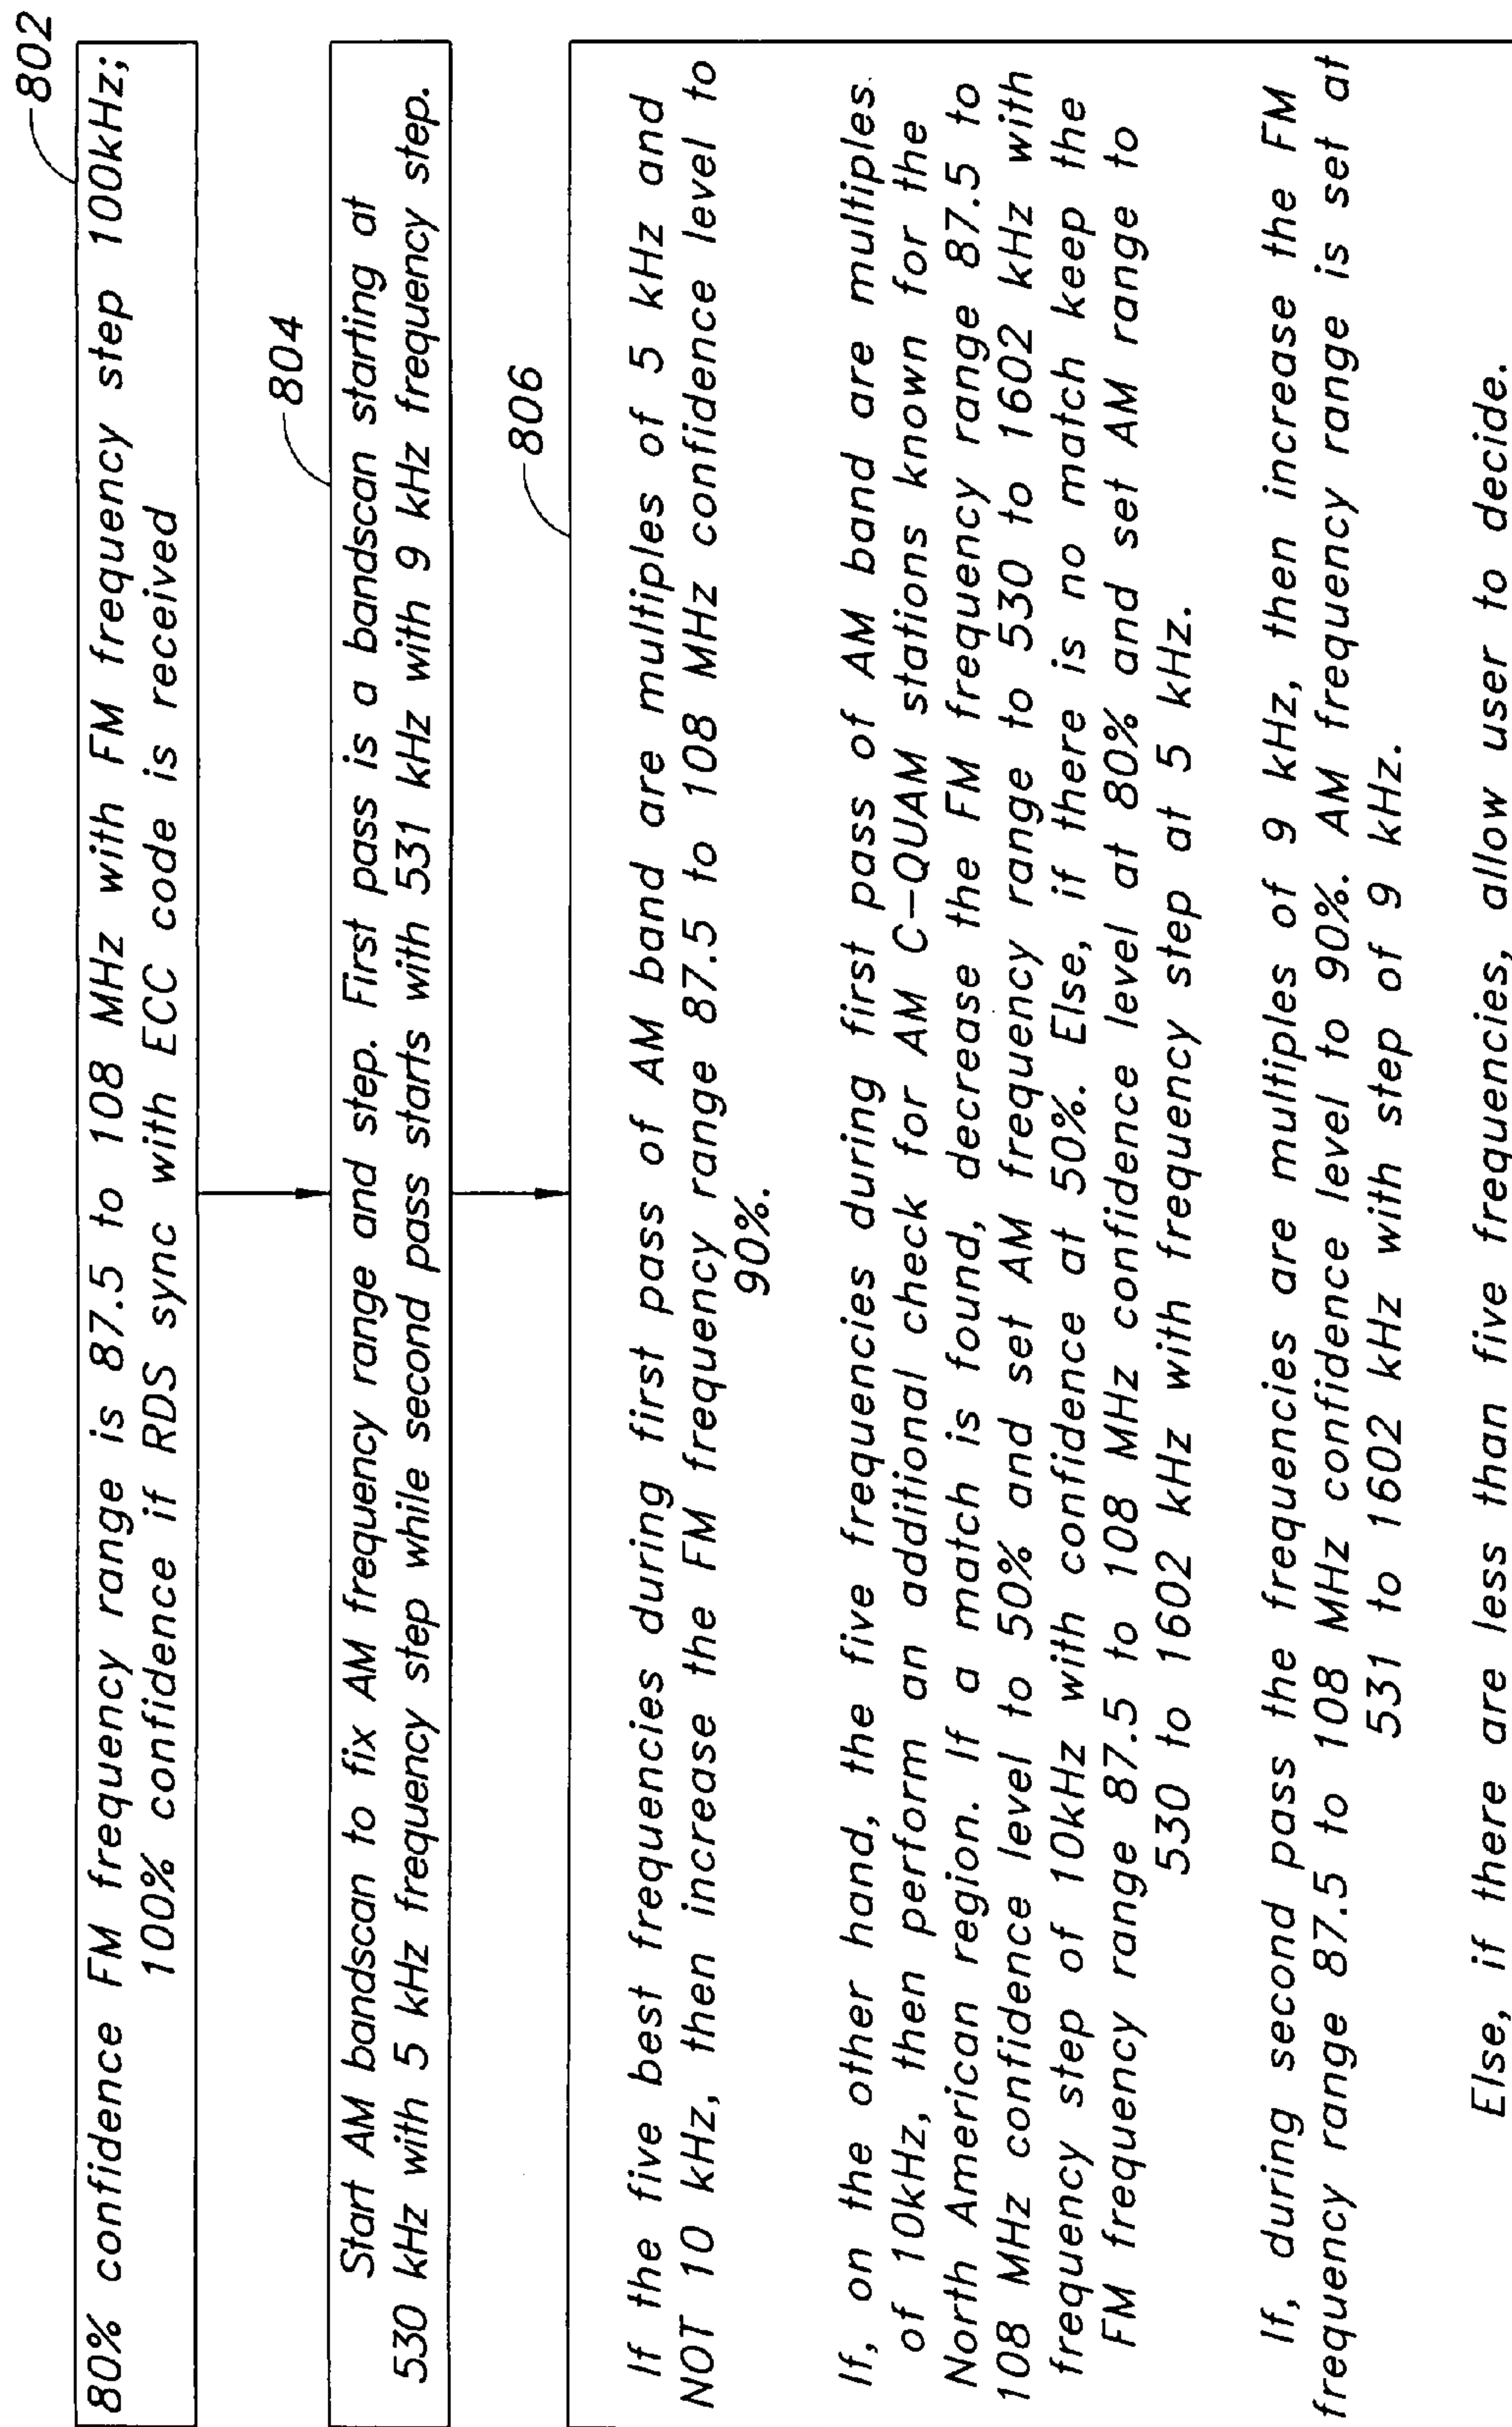 802
80% confidence FM frequency range is 87.5 to 108 MHz with FM frequency step 100kHz;
100% confidence if RDS sync with ECC code is received
804
Start AM bandscan to fix AM frequency range and step. First pass is a bandscan starting at
530 kHz with 5 kHz frequency step while second pass starts with 531 kHz with 9 kHz frequency step.
806
If the five best frequencies during first pass of AM band are multiples of 5 kHz and
NOT 10 kHz, then increase the FM frequency range 87.5 to 108 MHz confidence level to
90%.
If, on the other hand, the five frequencies during first pass of AM band are multiples
of 10kHz, then perform an additional check for AM C-QUAM stations known for the
North American region. If a match is found, decrease the FM frequency range 87.5 to
108 MHz confidence level to 50% and set AM frequency range to 530 to 1602 kHz with
frequency step of 10kHz with confidence at 50%. Else, if there is no match keep the
FM frequency range 87.5 to 108 MHz confidence level at 80% and set AM range to
530 to 1602 kHz with frequency step at 5 kHz.
If, during second pass the frequencies are multiples of 9 kHz, then increase the FM
frequency range 87.5 to 108 MHz confidence level to 90%. AM frequency range is set at
531 to 1602 kHz with step of 9 kHz.
Else, if there are less than five frequencies, allow user to decide.